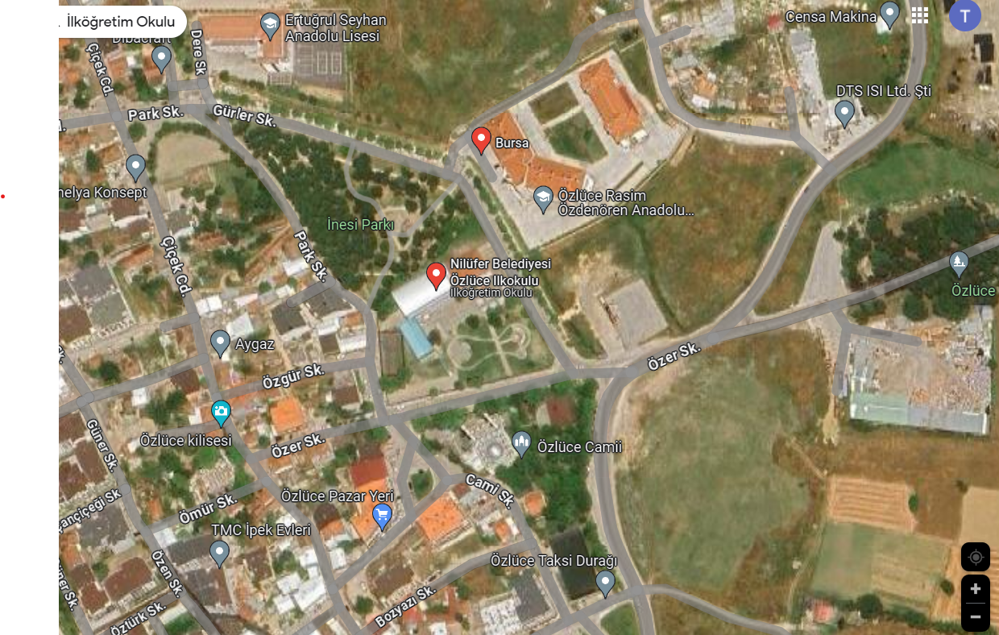 İlköğretim Okulu
Ertuğrul Seyhan
Anadolu Lisesi
Censa Makina
T
Dibacraft
Dere Sk
Çiçek Cd.
DTS ISI Ltd. Şti
Park Sk.
Gürler Sk.
Bursa
nelya Konsept
Özlüce Rasim
Özdenören Anadolu...
İnesi Parkı
Çiçek Cd.
Park Sk.
Nilüfer Belediyesi
Özlüce Ilkokulu
İlköğretim Okulu
Özlüce
Aygaz
Özer Sk.
Özgür Sk.
Güner Sk.
Özlüce kilisesi
Özer Sk.
Özlüce Camii
Cami Sk.
Özlüce Pazar Yeri
Ömür Sk.
TMC İpek Evleri
Özlüce Taksi Durağı
Özen Sk.
Güner Sk.
Bozyazı Sk.
Öztürk Sk.